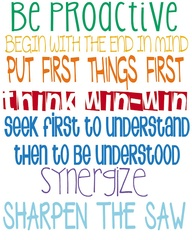 Be Proactive
BEGIN WITH THE END IN MIND
PUT FIRST THINGS FIRST
think win-win
Seek first to understand
then to be understood
Synergize
SHARPEN THE SAW